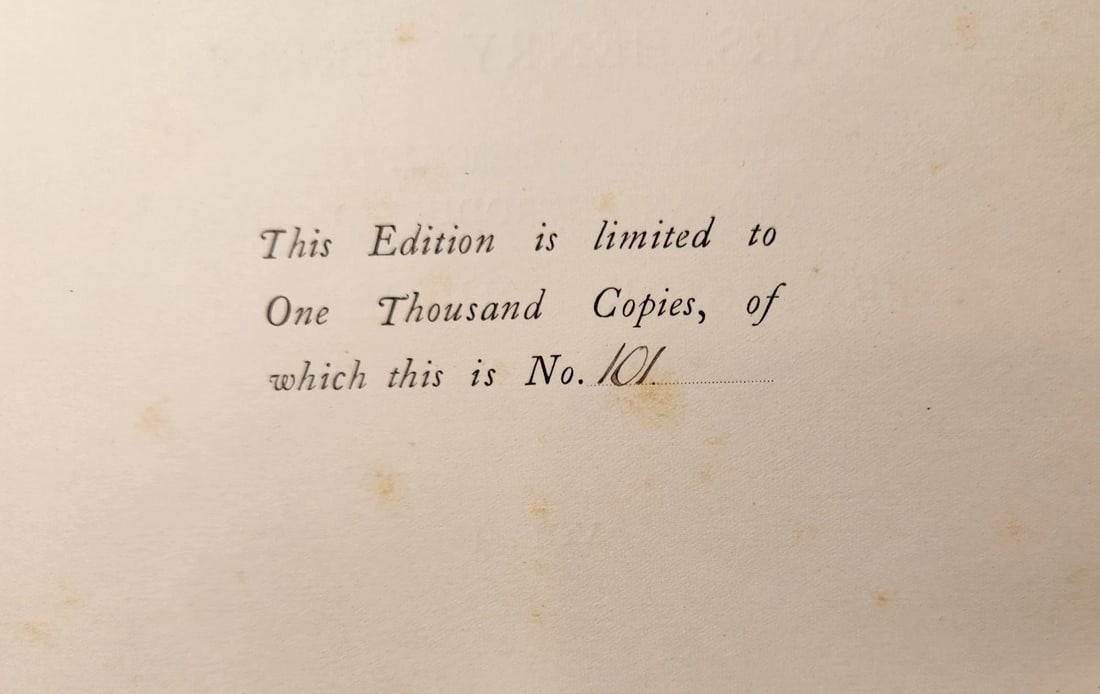 This Edition is limited to
One Thousand Copies, of
which this is No. 101.